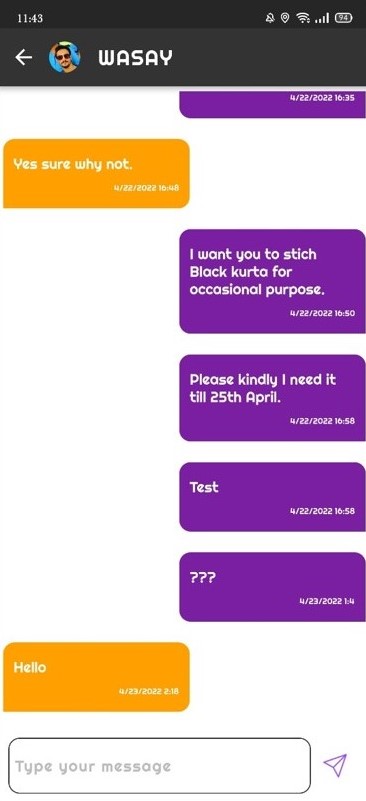 11:43
94
WASAY
4/22/2022 16:35
Yes sure why not.
4/22/2022 16:48
I want you to stich
Black kurta for
occasional purpose.
4/22/2022 16:50
Please kindly I need it
till 25th April.
4/22/2022 16:58
Test
4/22/2022 16:58
???
4/23/2022 1:4
Hello
4/23/2022 2:18
Type your message